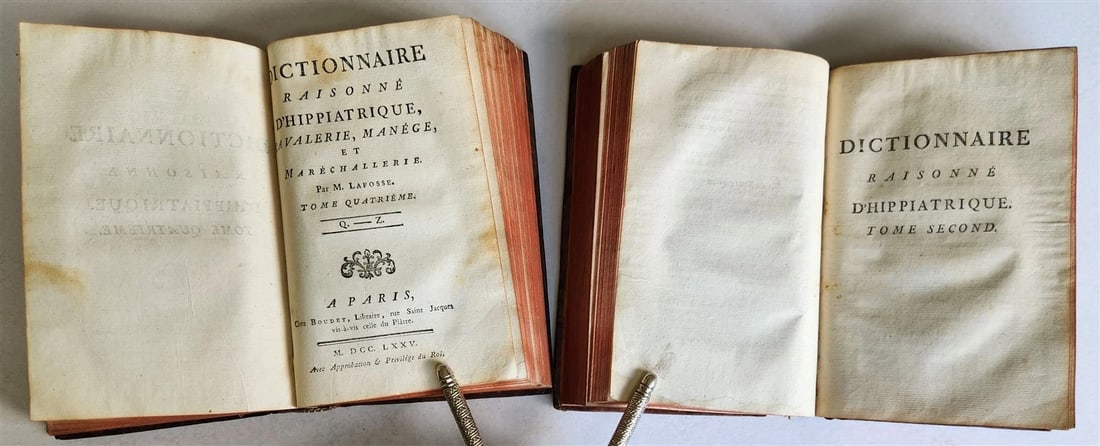 DICTIONNAIRE
RAISONNÉ
D'HIPPIATRIQUE,
CAVALERIE, MANÉGE,
ET
MARÉCHALLERIE.
Par M. LAFOSSE.
TOME QUATRIÉME.
Q. — Z.
A PARIS,
Chez BOUDET, Libraire, rue Saint Jacques
vis-à-vis celle du Plâtre.
M. DCC. LXXV.
Avec Approbation & Privilége du Roi.
DICTIONNAIRE
RAISONNÉ
D'HIPPIATRIQUE.
TOME SECOND.